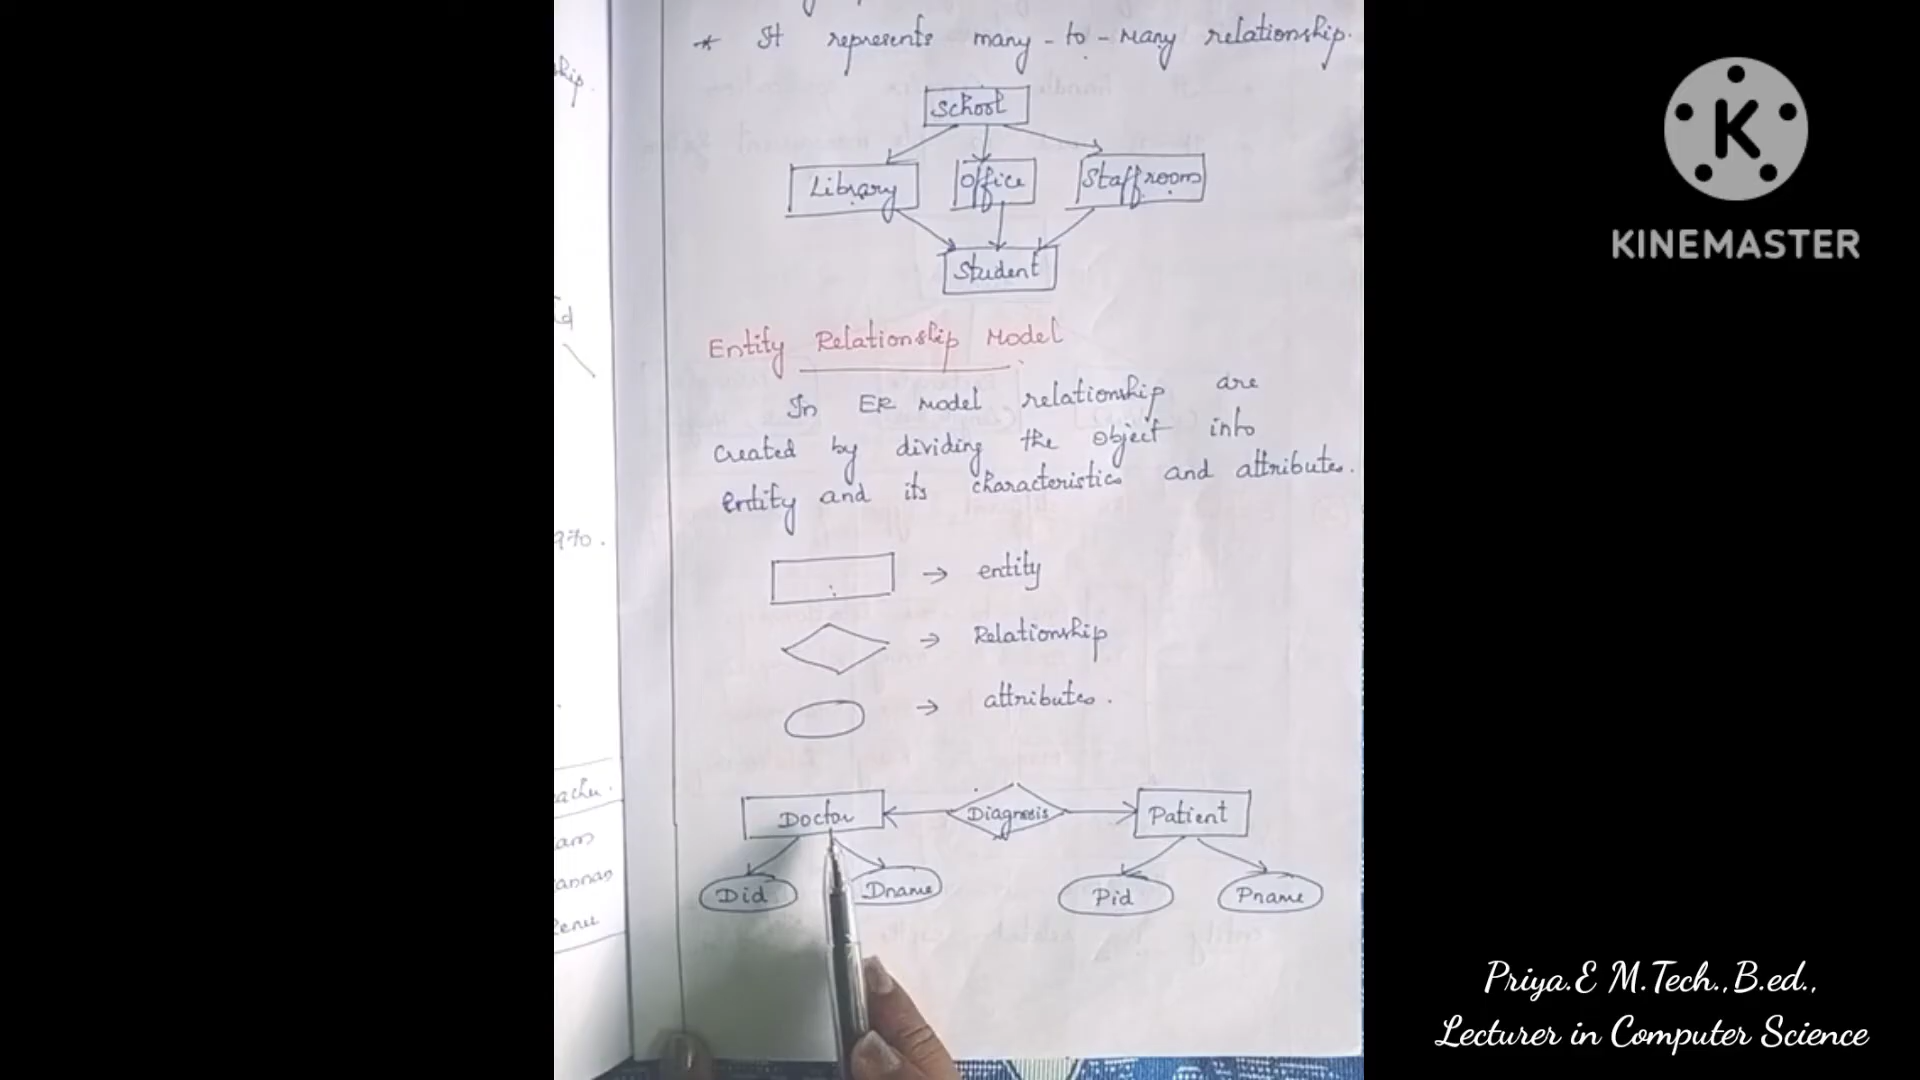 * It represents many-to-many relationship.
School
Library Office Staffroom
Student
Entity Relationship Model
In ER model relationship are
created by dividing the object into
entity and its characteristics and attributes.
→ entity
→ Relationship
→ attributes.
Doctor Diagnosis Patient
Did Dname Pid Pname
970.
K
KINEMASTER
Priya.E M.Tech.,B.ed.,
Lecturer in Computer Science